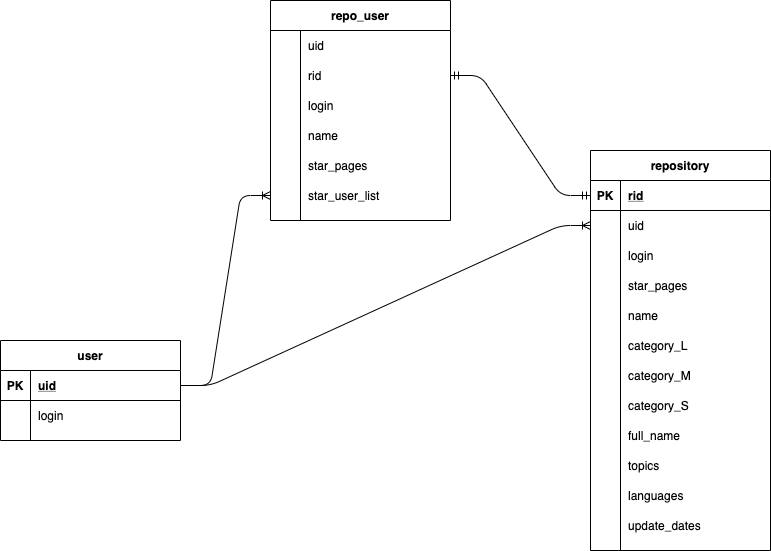 repo_user
uid
rid
login
name
star_pages
star_user_list
repository
PK rid
uid
login
star_pages
name
category_L
category_M
category_S
full_name
topics
languages
update_dates
user
PK uid
login